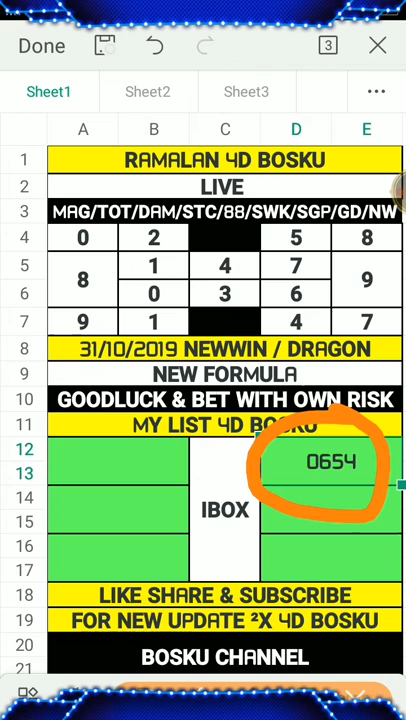 Done 3
Sheet1 Sheet2 Sheet3
A B C D E
1 RAMALAN 4D BOSKU
2 LIVE
3 MAG/TOT/DAM/STC/88/SWK/SGP/GD/NW
4 0 2 5 8
5 8 1 4 7 9
6 0 3 6
7 9 1 4 7
8 31/10/2019 NEWWIN / DRAGON
9 NEW FORMULA
10 GOODLUCK & BET WITH OWN RISK
11 MY LIST 4D BOSKU
12 0654
13
14
15 IBOX
16
17
18 LIKE SHARE & SUBSCRIBE
19 FOR NEW UPDATE ²X 4D BOSKU
20 BOSKU CHANNEL
21